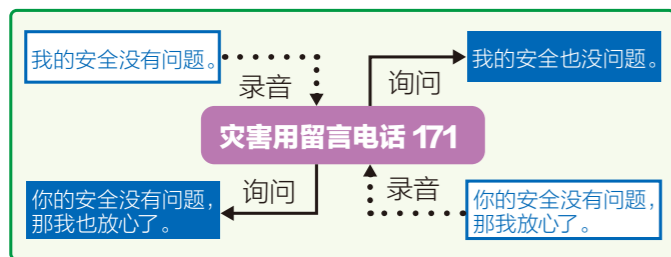 我的安全没有问题。
录音
询问
我的安全也没问题。
灾害用留言电话 171
你的安全没有问题，
那我也放心了。
询问
录音
你的安全没有问题，
那我放心了。